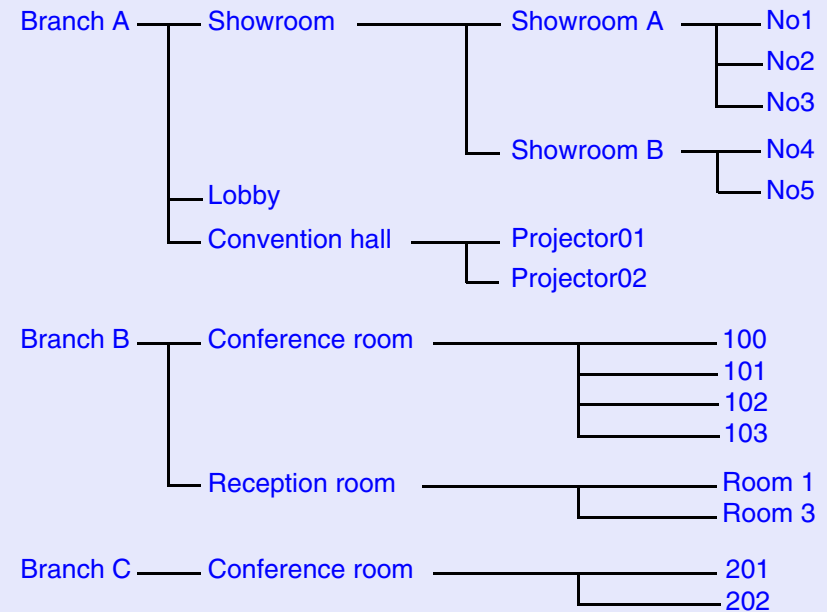 Branch A Showroom Showroom A No1
No2
No3
Showroom B No4
No5
Lobby
Convention hall Projector01
Projector02
Branch B Conference room 100
101
102
103
Reception room Room 1
Room 3
Branch C Conference room 201
202